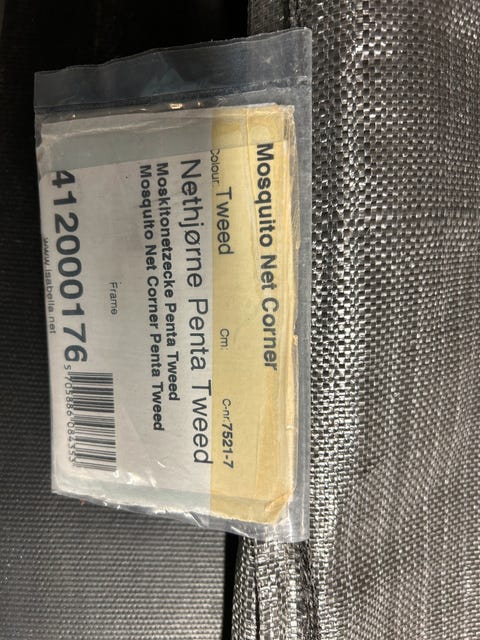 Mosquito Net Corner
Colour: Tweed Cm: C-nr. 7521-7
Nethjørne Penta Tweed
Moskitonetzecke Penta Tweed
Mosquito Net Corner Penta Tweed
Frame
412000176
www.isabella.net